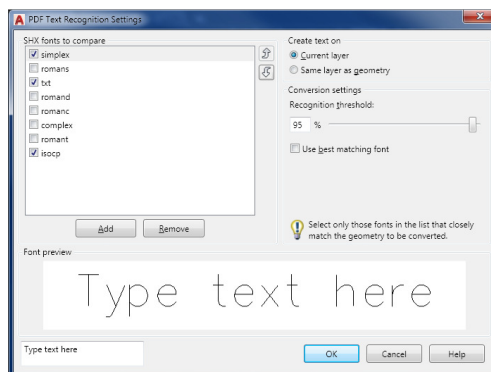 PDF Text Recognition Settings
SHX fonts to compare
simplex
romans
txt
romand
romanc
complex
romant
isocp
Add
Remove
Create text on
Current layer
Same layer as geometry
Conversion settings
Recognition threshold:
95 %
Use best matching font
Select only those fonts in the list that closely
match the geometry to be converted.
Font preview
Type text here
Type text here
OK
Cancel
Help